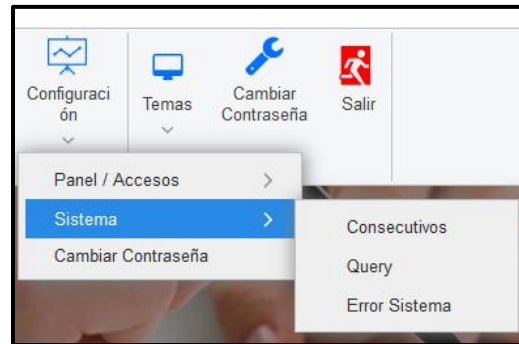 Configuraci
ón
Temas
Cambiar
Contraseña
Salir
Panel / Accesos
Sistema
Cambiar Contraseña
Consecutivos
Query
Error Sistema